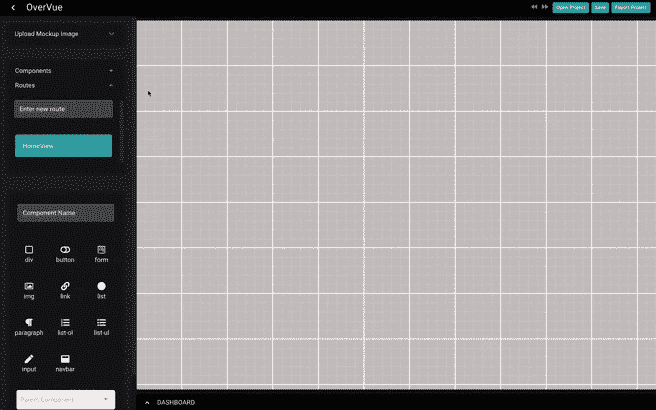 OverVue
Open Project
Save
Export Project
Upload Mockup Image
Components
Routes
Enter new route
HomeView
Component Name
div
button
form
img
link
list
paragraph
list-ol
list-ul
input
navbar
Parent Component
DASHBOARD